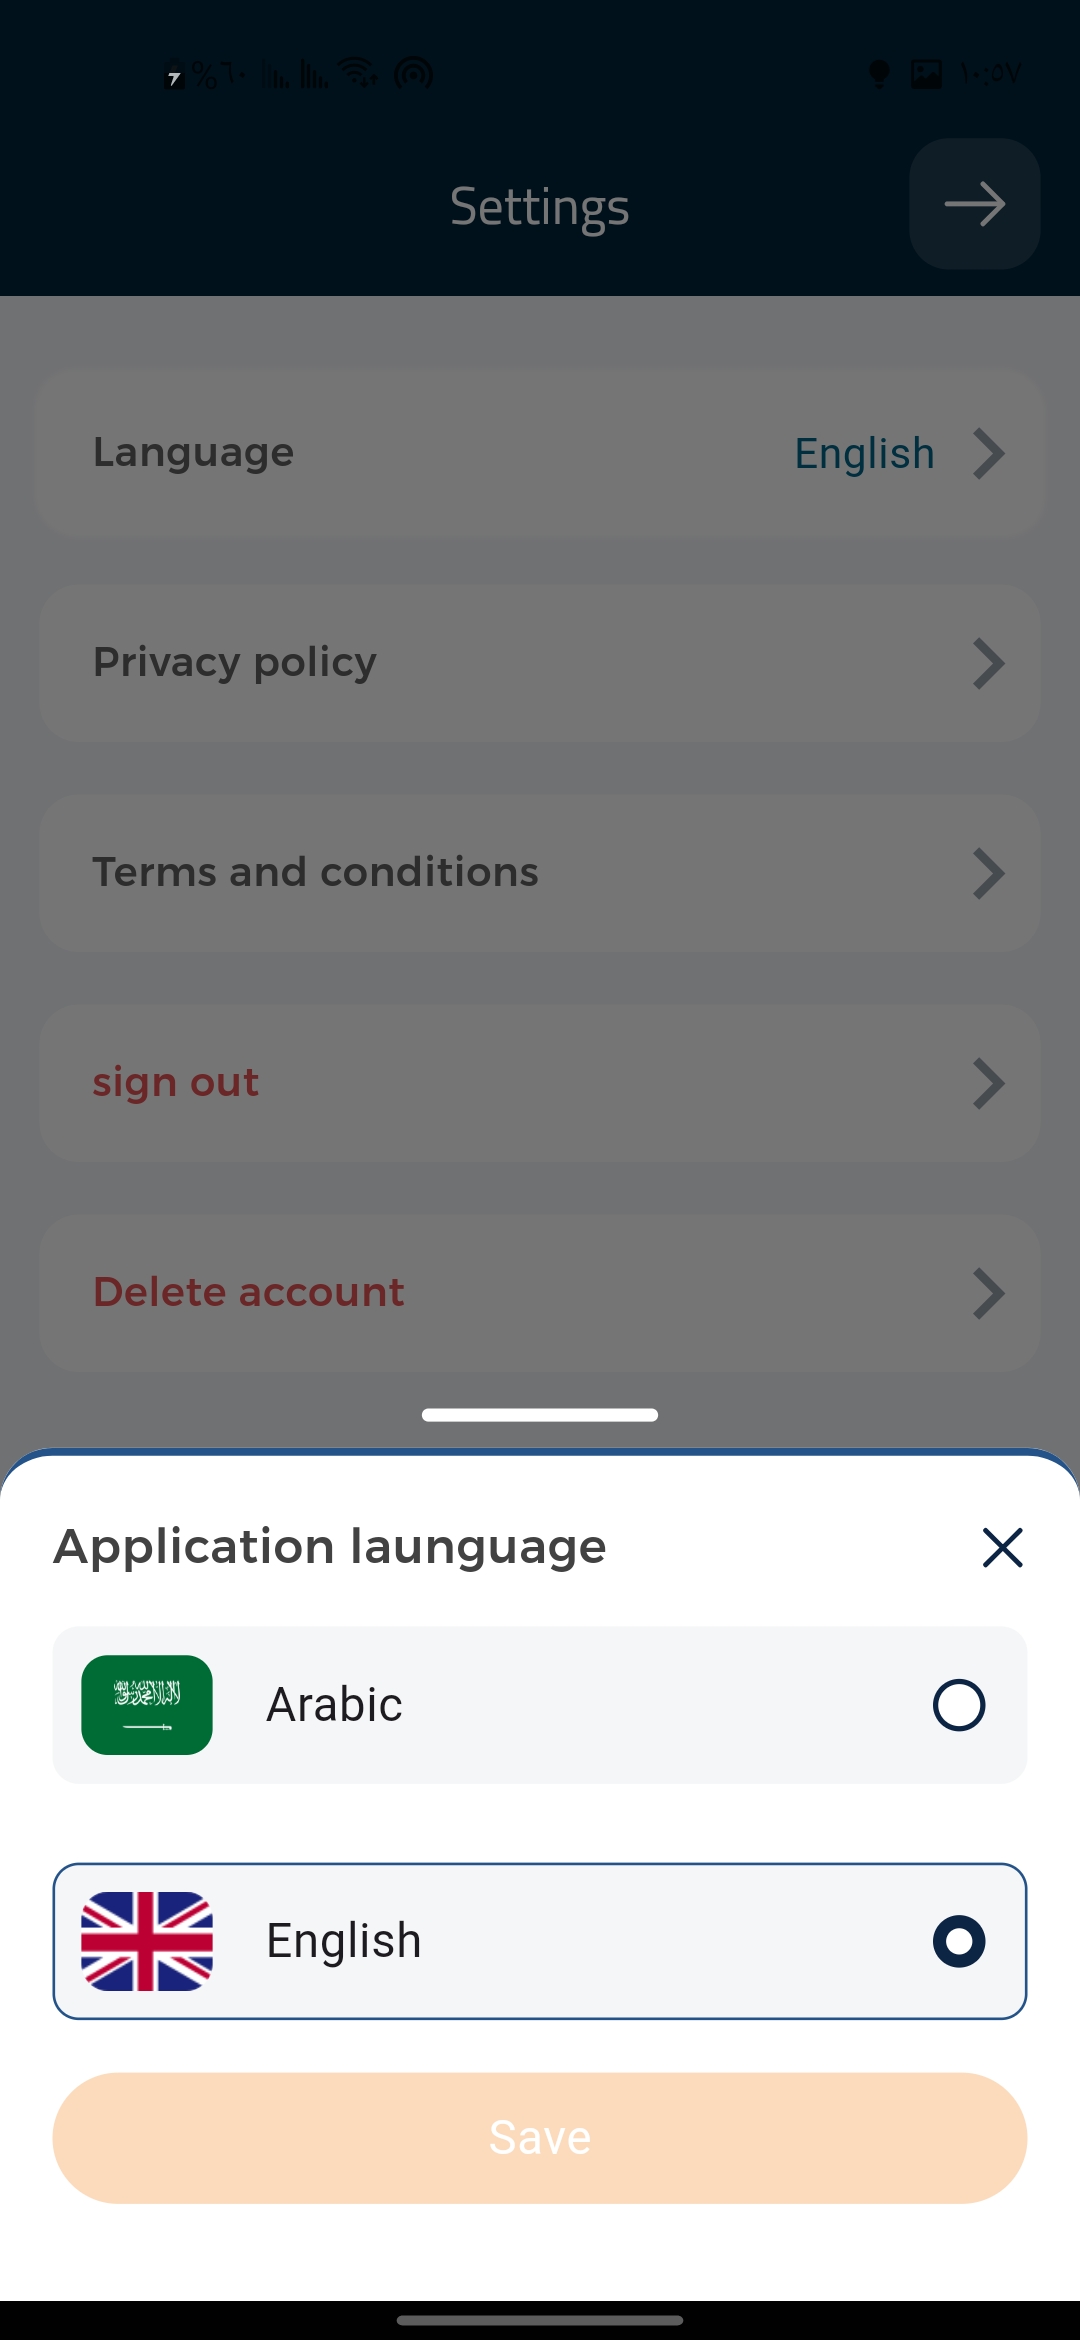 %٦٠
١٠:٥٧
Settings
Language
English
Privacy policy
Terms and conditions
sign out
Delete account
Application launguage
Arabic
English
Save